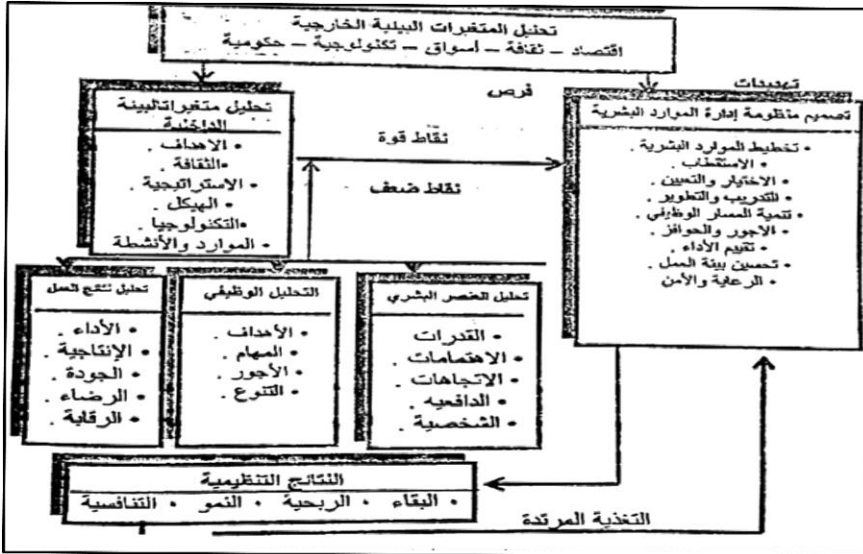 تحليل المتغيرات البيئية الخارجية
اقتصاد – ثقافة – أسواق – تكنولوجية – حكومية
فرص
تهديدات
تصميم منظومة إدارة الموارد البشرية
• تخطيط الموارد البشرية .
• الاستقطاب .
• الاختيار والتعيين .
• التدريب والتطوير .
• تنمية المسار الوظيفي .
• الاجور والحوافز .
• تقييم الأداء .
• تحسين بيئة العمل .
• الرعاية والأمن
تحليل متغيرات البيئة
الداخلية
• الاهداف .
• الثقافة .
• الاستراتيجية .
• الهيكل .
• التكنولوجيا .
• الموارد والأنشطة
نقاط قوة
نقاط ضعف
تحليل العنصر البشري
• القدرات
• الاهتمامات .
• الاتجاهات .
• الدافعيه .
• الشخصية .
التحليل الوظيفي
• الأهداف .
• المهام .
• الأجور .
• التنوع .
تحليل نتائج العمل
• الأداء .
• الإنتاجية .
• الجودة .
• الرضاء .
• الرقابة .
النتائج التنظيمية
• البقاء • الربحية • النمو • التنافسية
التغذية المرتدة